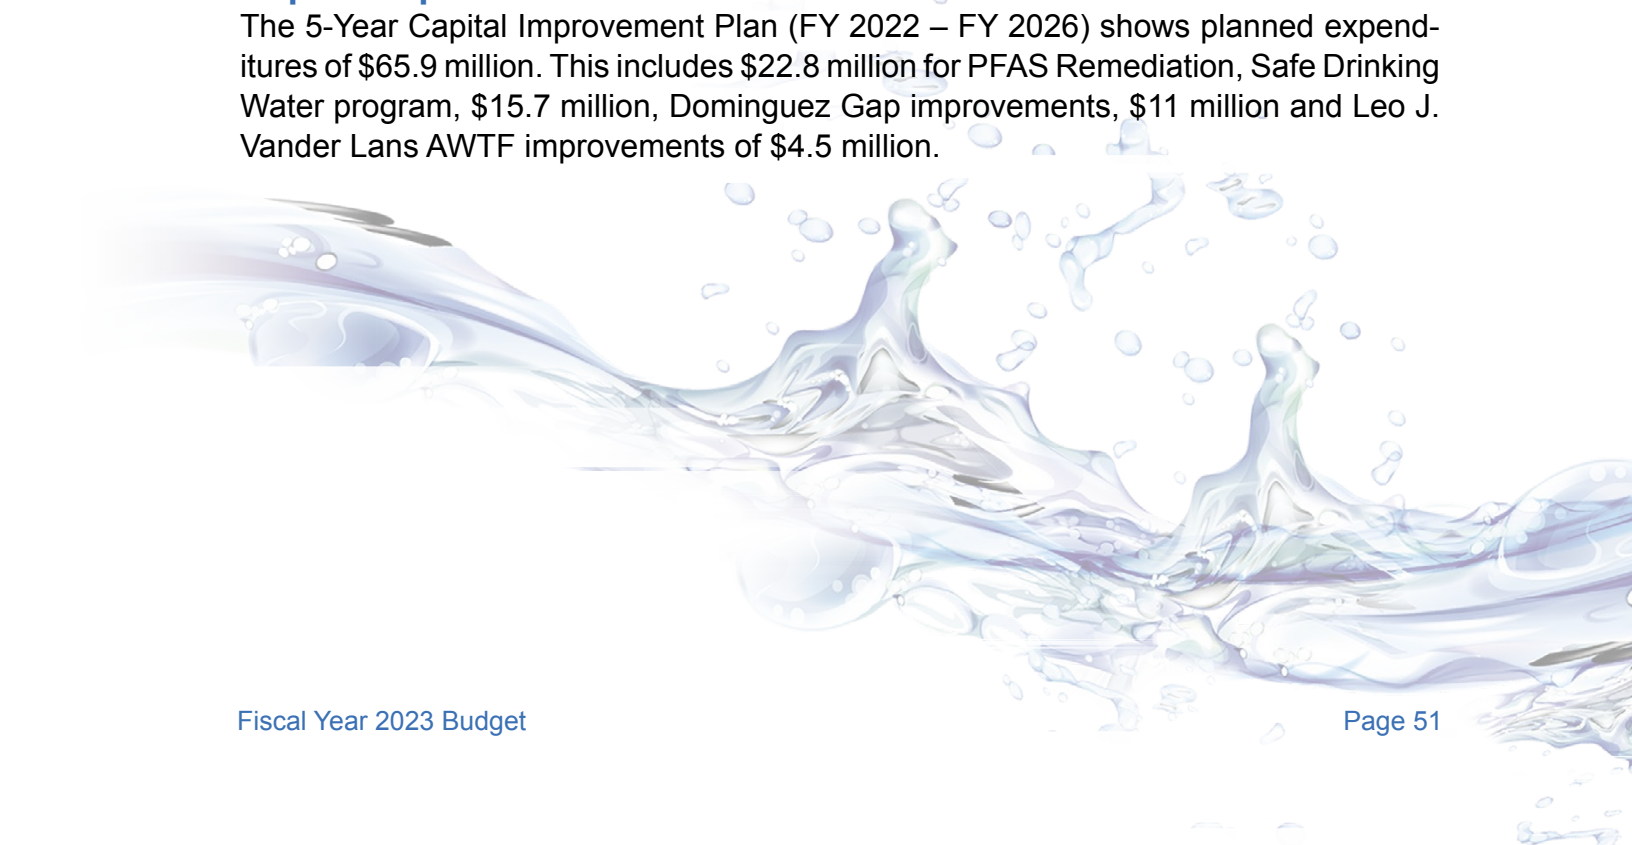 The 5-Year Capital Improvement Plan (FY 2022 – FY 2026) shows planned expend-
itures of $65.9 million. This includes $22.8 million for PFAS Remediation, Safe Drinking
Water program, $15.7 million, Dominguez Gap improvements, $11 million and Leo J.
Vander Lans AWTF improvements of $4.5 million.
Fiscal Year 2023 Budget
Page 51